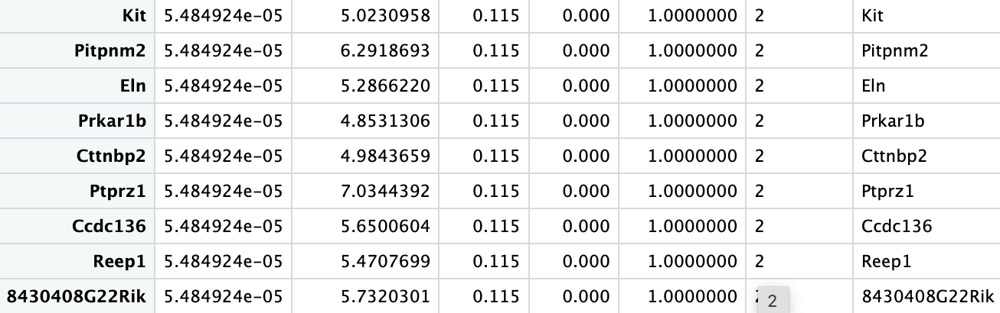 Kit 5.484924e-05 5.0230958 0.115 0.000 1.0000000 2 Kit
Pitpnm2 5.484924e-05 6.2918693 0.115 0.000 1.0000000 2 Pitpnm2
Eln 5.484924e-05 5.2866220 0.115 0.000 1.0000000 2 Eln
Prkar1b 5.484924e-05 4.8531306 0.115 0.000 1.0000000 2 Prkar1b
Cttnbp2 5.484924e-05 4.9843659 0.115 0.000 1.0000000 2 Cttnbp2
Ptprz1 5.484924e-05 7.0344392 0.115 0.000 1.0000000 2 Ptprz1
Ccdc136 5.484924e-05 5.6500604 0.115 0.000 1.0000000 2 Ccdc136
Reep1 5.484924e-05 5.4707699 0.115 0.000 1.0000000 2 Reep1
8430408G22Rik 5.484924e-05 5.7320301 0.115 0.000 1.0000000 2 2 8430408G22Rik